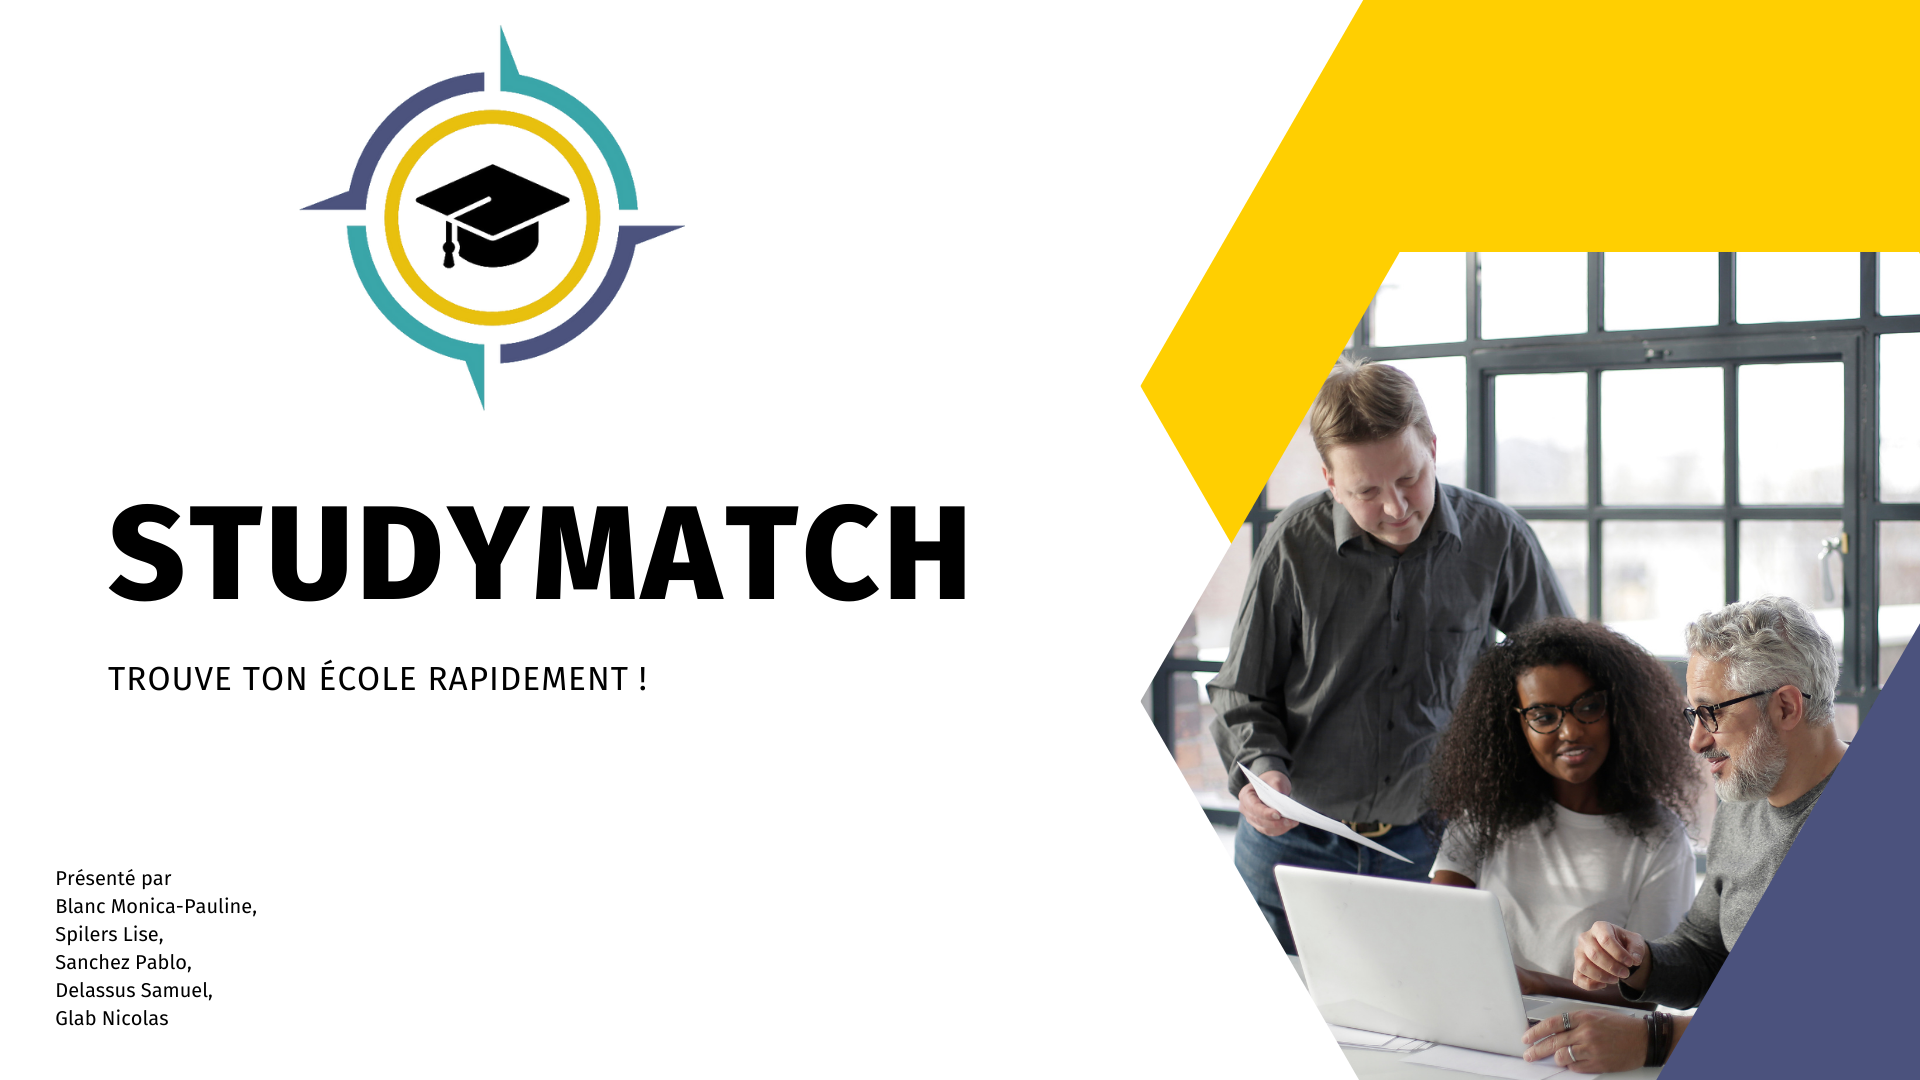 STUDYMATCH
TROUVE TON ÉCOLE RAPIDEMENT !
Présenté par
Blanc Monica-Pauline,
Spilers Lise,
Sanchez Pablo,
Delassus Samuel,
Glab Nicolas